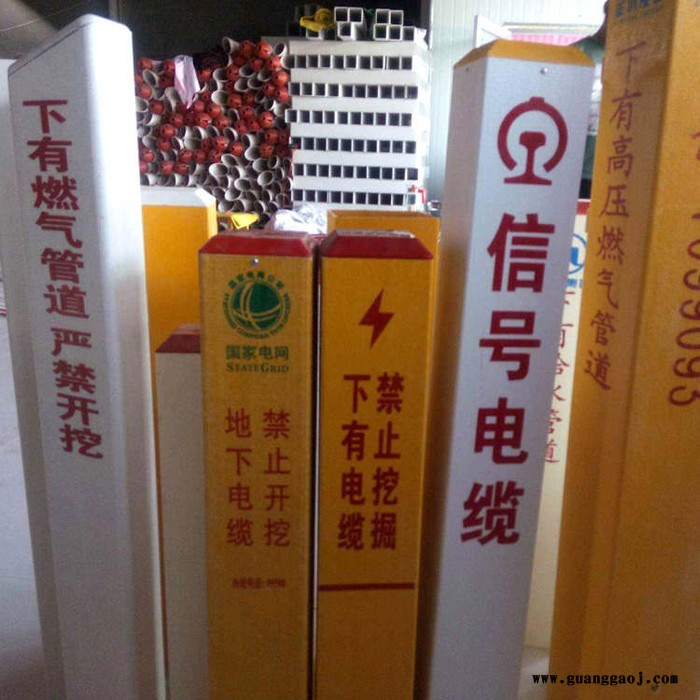 下有燃气管道 严禁开挖
国家电网
STATE GRID
禁止开挖
地下电缆
禁止挖掘
下有电缆
信号电缆
下有高压燃气管道
www.guanggaoj.com